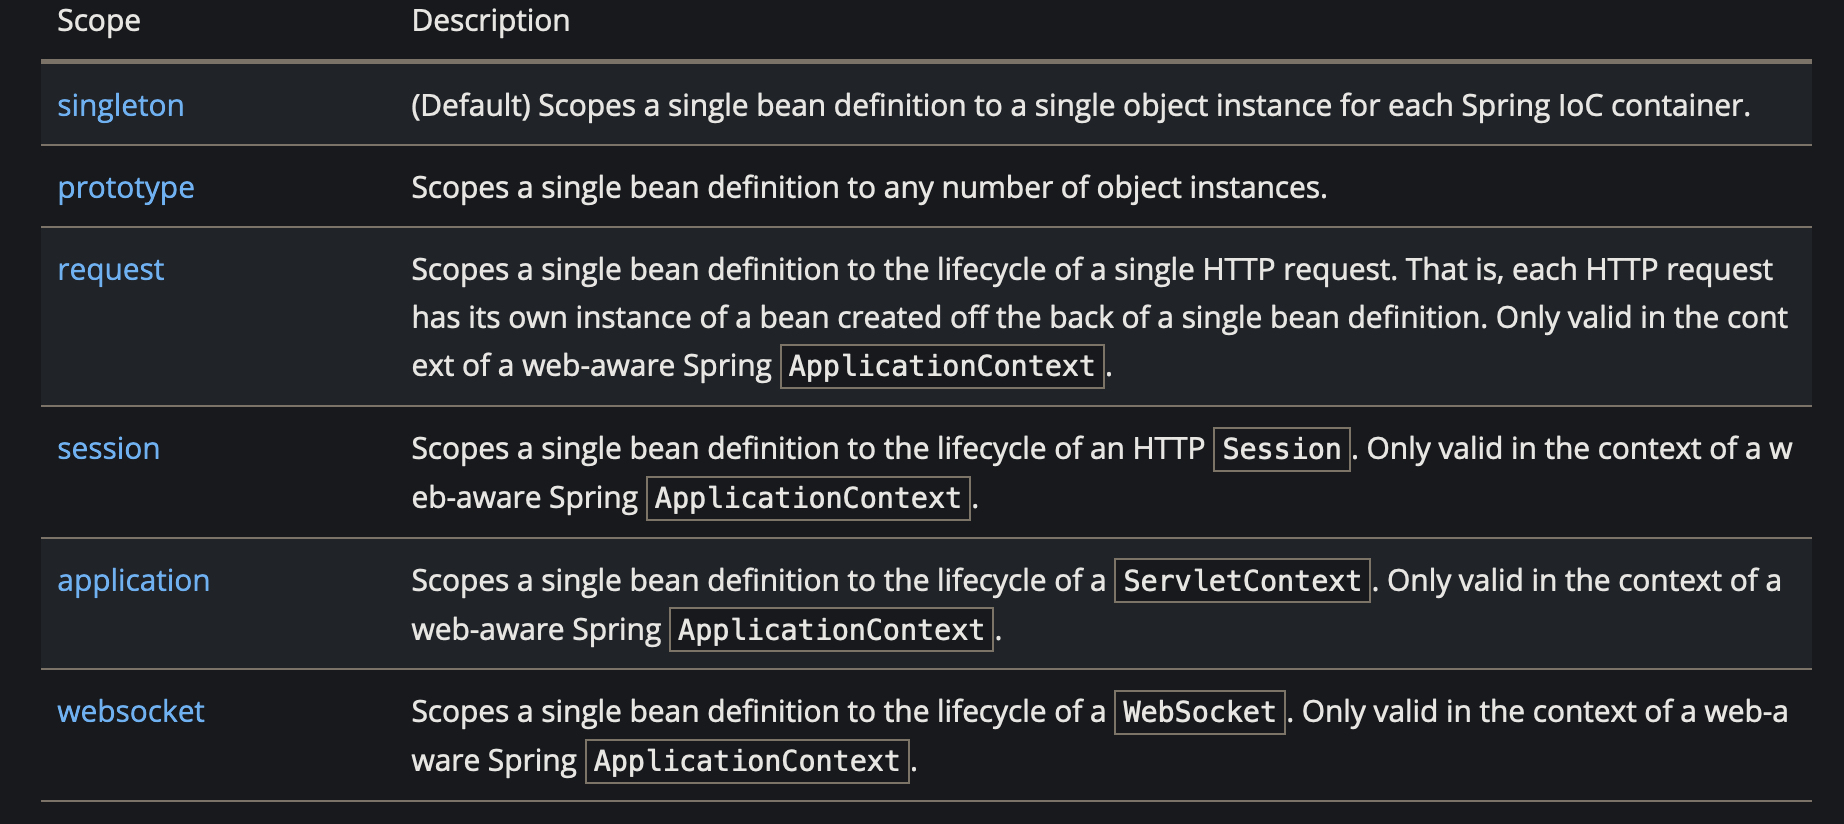 Scope Description
singleton (Default) Scopes a single bean definition to a single object instance for each Spring IoC container.
prototype Scopes a single bean definition to any number of object instances.
request Scopes a single bean definition to the lifecycle of a single HTTP request. That is, each HTTP request
has its own instance of a bean created off the back of a single bean definition. Only valid in the cont
ext of a web-aware Spring ApplicationContext.
session Scopes a single bean definition to the lifecycle of an HTTP Session. Only valid in the context of a w
eb-aware Spring ApplicationContext.
application Scopes a single bean definition to the lifecycle of a ServletContext. Only valid in the context of a
web-aware Spring ApplicationContext.
websocket Scopes a single bean definition to the lifecycle of a WebSocket. Only valid in the context of a web-a
ware Spring ApplicationContext.